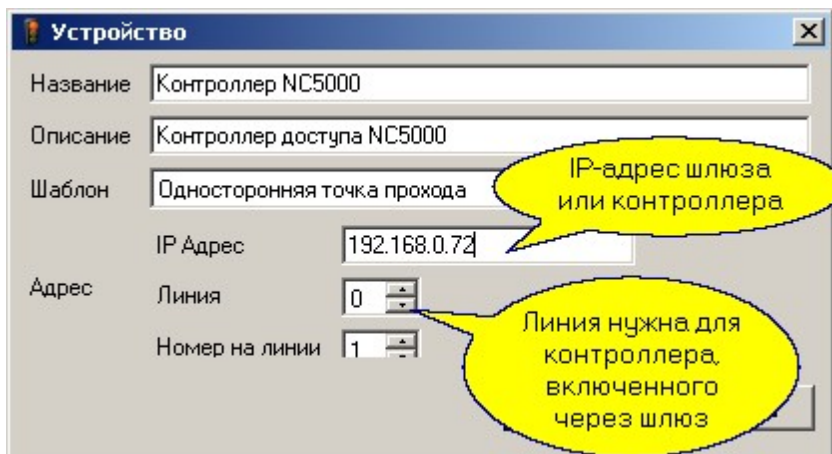 Устройство
Название Контроллер NC5000
Описание Контроллер доступа NC5000
Шаблон Односторонняя точка прохода
IP-адрес шлюза
или контроллера
IP Адрес 192.168.0.72
Адрес
Линия 0
Номер на линии 1
Линия нужна для
контроллера,
включенного
через шлюз